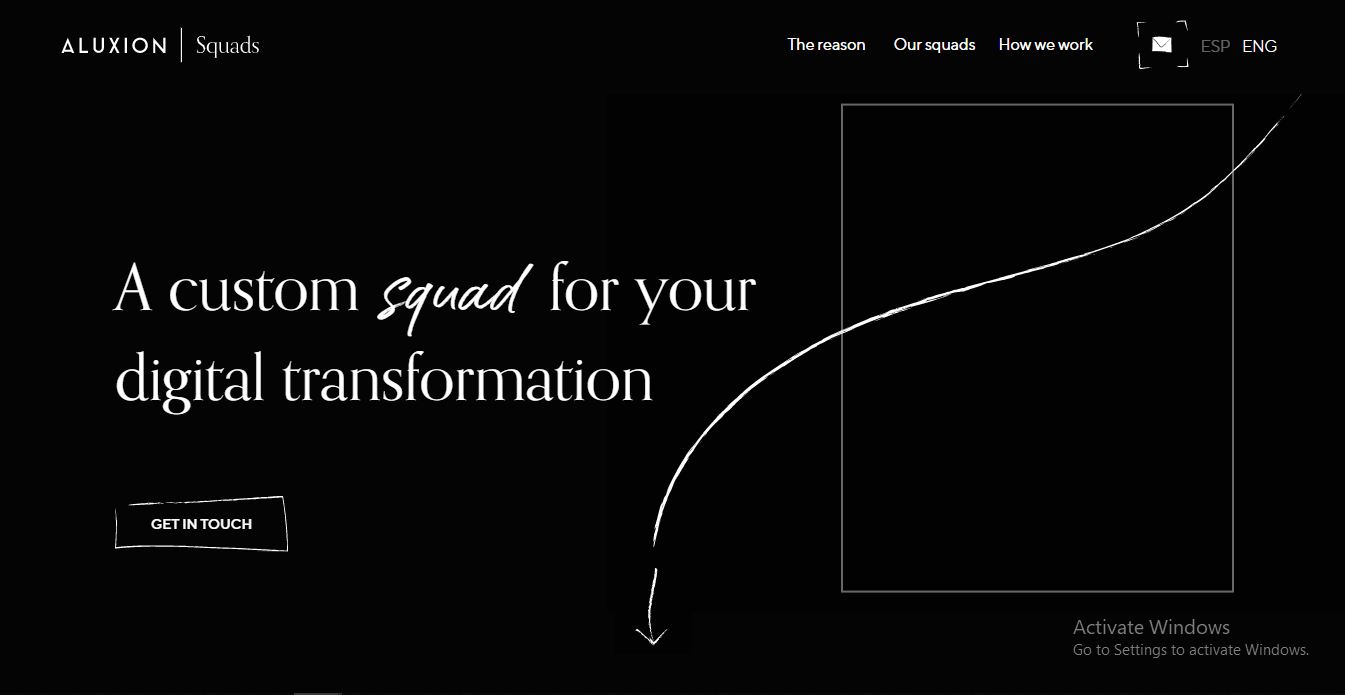 ALUXION | Squads
The reason
Our squads
How we work
ESP ENG
A custom squad for your
digital transformation
GET IN TOUCH
Activate Windows
Go to Settings to activate Windows.